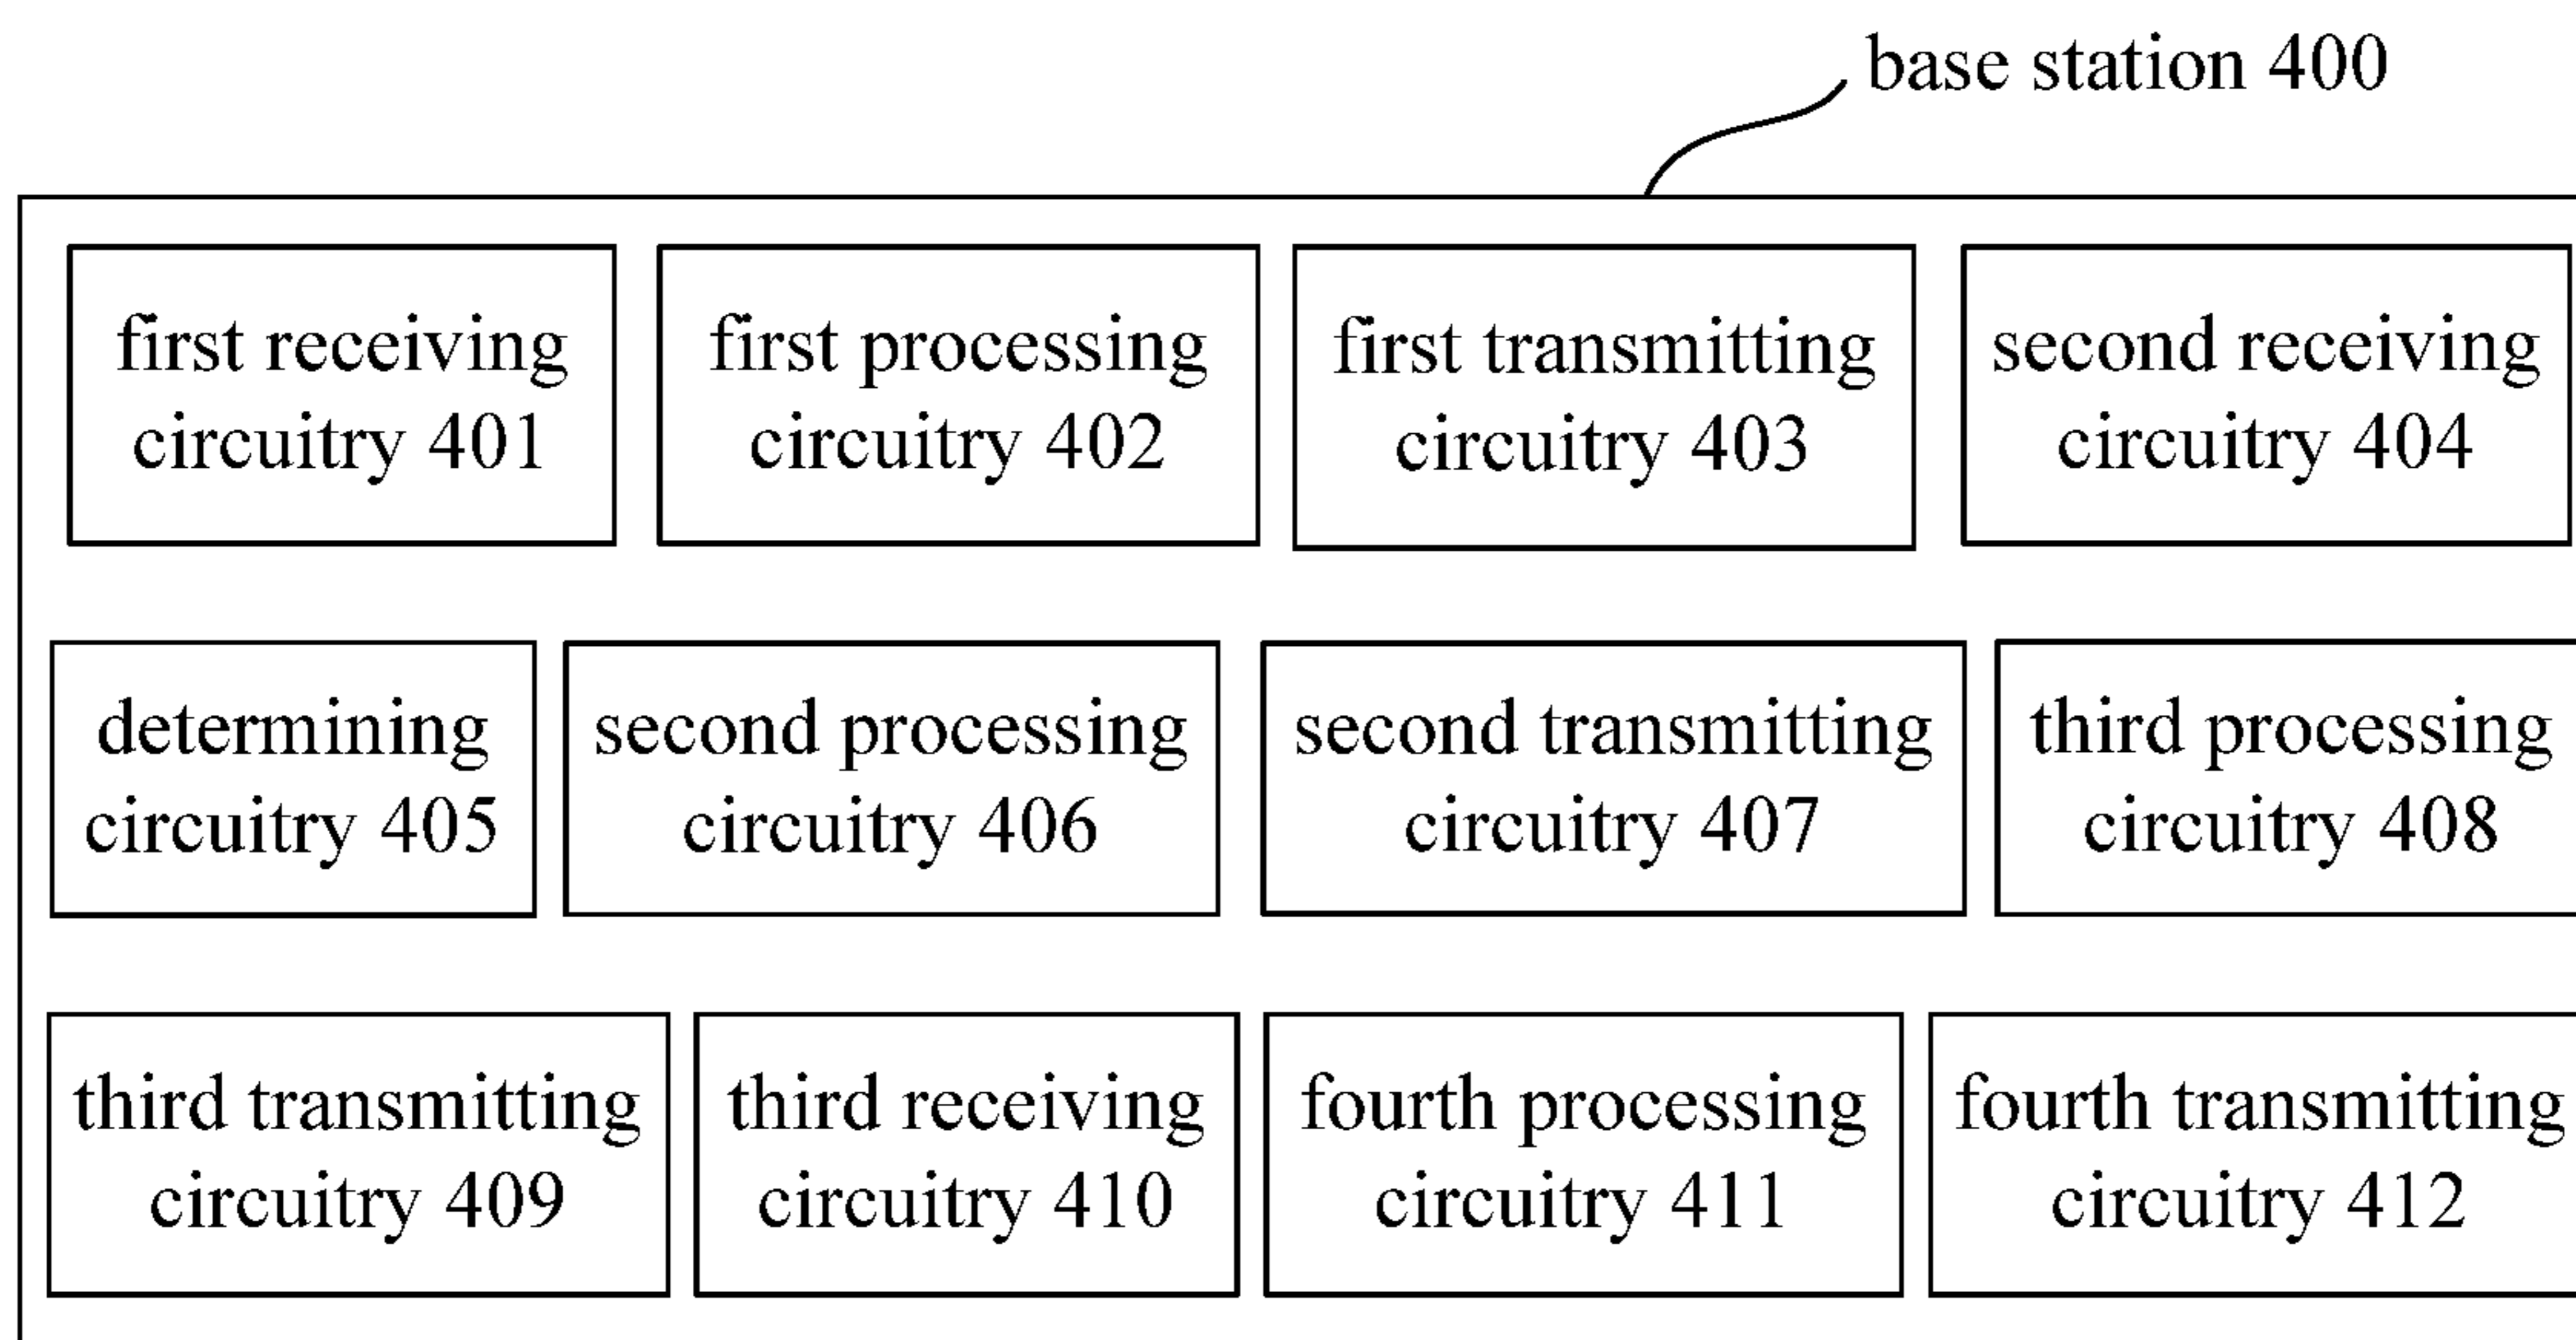 base station 400
first receiving
circuitry 401
first processing
circuitry 402
first transmitting
circuitry 403
second receiving
circuitry 404
determining
circuitry 405
second processing
circuitry 406
second transmitting
circuitry 407
third processing
circuitry 408
third transmitting
circuitry 409
third receiving
circuitry 410
fourth processing
circuitry 411
fourth transmitting
circuitry 412